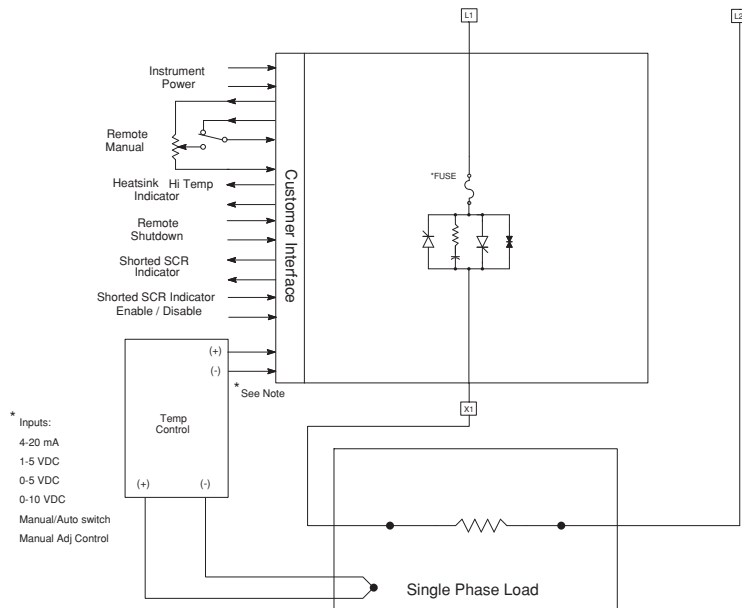 L1
L2
Instrument
Power
Remote
Manual
Heatsink Hi Temp
Indicator
Remote
Shutdown
Shorted SCR
Indicator
Shorted SCR Indicator
Enable / Disable
Customer Interface
*FUSE
(+)
(-)
* See Note
Temp
Control
(+)
(-)
X1
* Inputs:
4-20 mA
1-5 VDC
0-5 VDC
0-10 VDC
Manual/Auto switch
Manual Adj Control
Single Phase Load